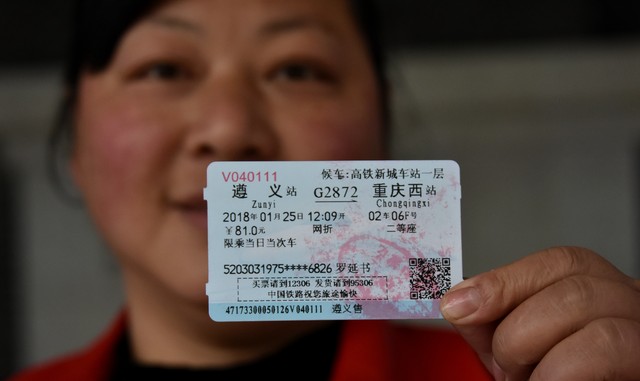 V040111 候车:高铁新城车站一层
遵义站 G2872 重庆西站
Zunyi Chongqingxi
2018年01月25日 12:09开 02车06F号
￥81.0元 网折 二等座
限乘当日当次车
5203031975****6826 罗延书
买票请到12306 发货请到95306
中国铁路祝您旅途愉快
47173300050126V040111 遵义售